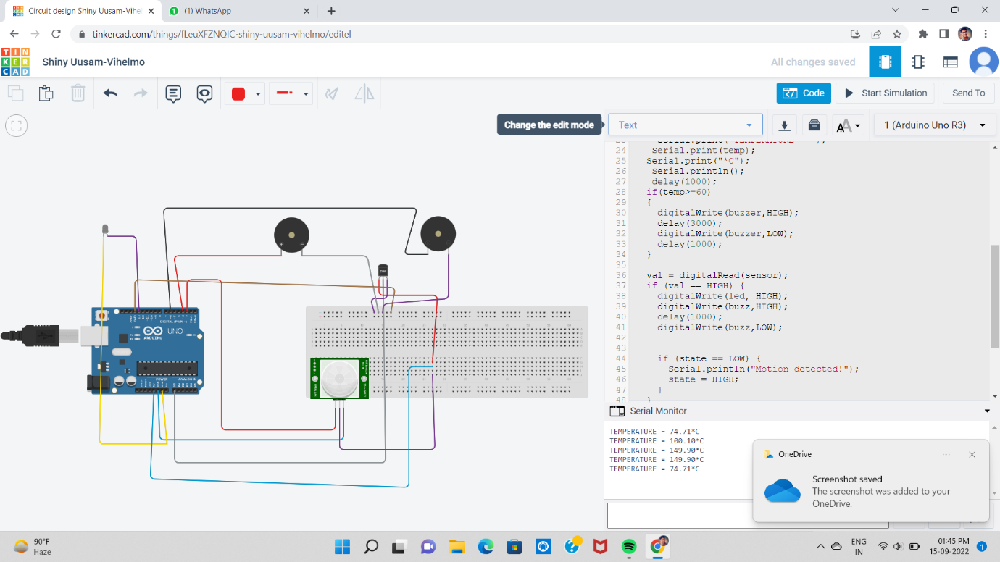 Circuit design Shiny Uusam-Vihe
(1) WhatsApp
tinkercad.com/things/fLeuXFZNQIC-shiny-uusam-vihelmo/editel
TIN
KER
CAD
Shiny Uusam-Vihelmo
All changes saved
Code
Start Simulation
Send To
Change the edit mode
Text
1 (Arduino Uno R3)
24 Serial.print(temp);
25 Serial.print("*C");
26 Serial.println();
27 delay(1000);
28 if(temp>=60)
29 {
30 digitalWrite(buzzer,HIGH);
31 delay(3000);
32 digitalWrite(buzzer,LOW);
33 delay(1000);
34 }
35
36 val = digitalRead(sensor);
37 if (val == HIGH) {
38 digitalWrite(led, HIGH);
39 digitalWrite(buzz,HIGH);
40 delay(1000);
41 digitalWrite(buzz,LOW);
42
43
44 if (state == LOW) {
45 Serial.println("Motion detected!");
46 state = HIGH;
47 }
48 }
TMP
UNO
ARDUINO
DIGITAL (PWM~)
POWER
ANALOG IN
Serial Monitor
TEMPERATURE = 74.71*C
TEMPERATURE = 100.10*C
TEMPERATURE = 149.90*C
TEMPERATURE = 149.90*C
TEMPERATURE = 74.71*C
OneDrive
Screenshot saved
The screenshot was added to your
OneDrive.
90°F
Haze
ENG
IN
01:45 PM
15-09-2022
1